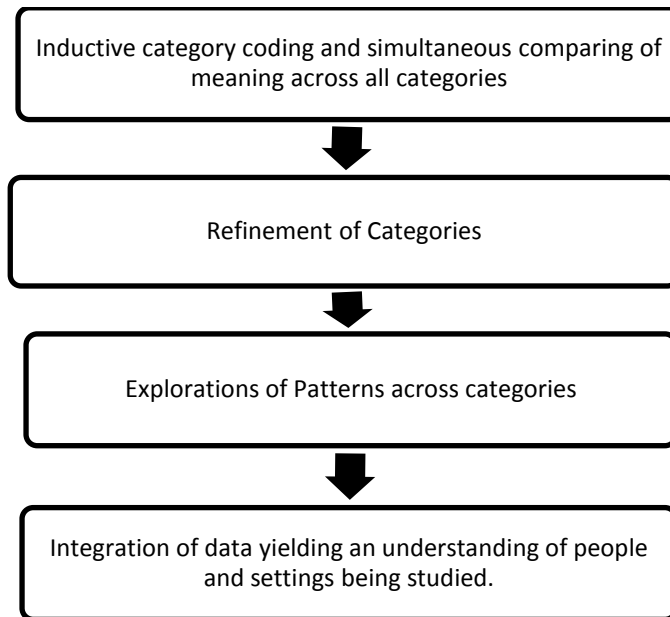 Inductive category coding and simultaneous comparing of
meaning across all categories
Refinement of Categories
Explorations of Patterns across categories
Integration of data yielding an understanding of people
and settings being studied.